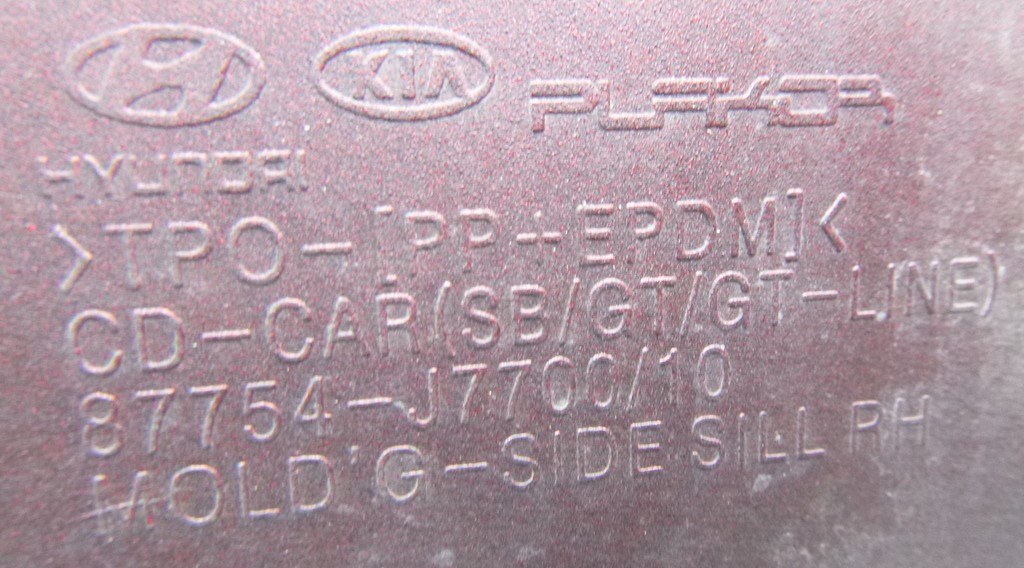 KIA PLAKOR
HYUNDAI
>TPO-[PP+EPDM]<
CD-CAR(SB/GT/GT-LINE)
87754-J7700/10
MOLD'G-SIDE SILL RH